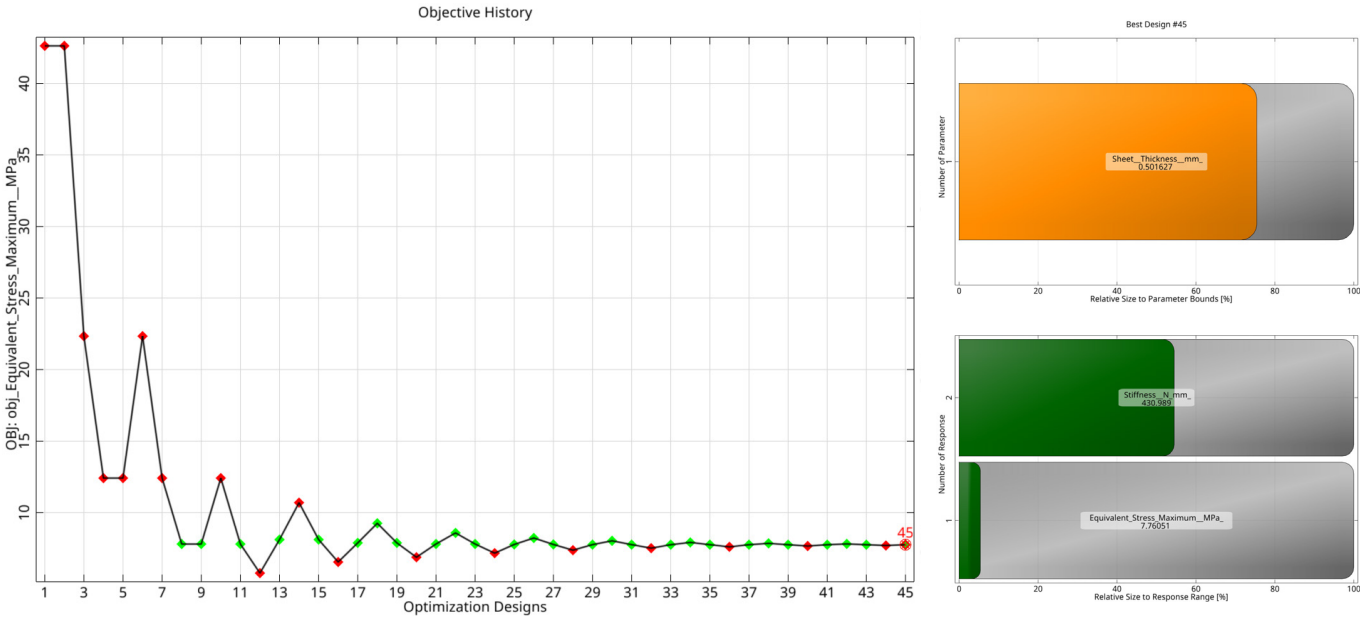 Objective History
OBJ: obj_Equivalent_Stress_Maximum__MPa_
40
35
30
25
20
15
10
45
1 3 5 7 9 11 13 15 17 19 21 23 25 27 29 31 33 35 37 39 41 43 45
Optimization Designs
Best Design #45
Number of Parameter
1
Sheet__Thickness__mm_
0.501627
0 20 40 60 80 100
Relative Size to Parameter Bounds [%]
Number of Response
2
Stiffness__N_mm_
430.989
1
Equivalent_Stress_Maximum__MPa_
7.76051
0 20 40 60 80 100
Relative Size to Response Range [%]